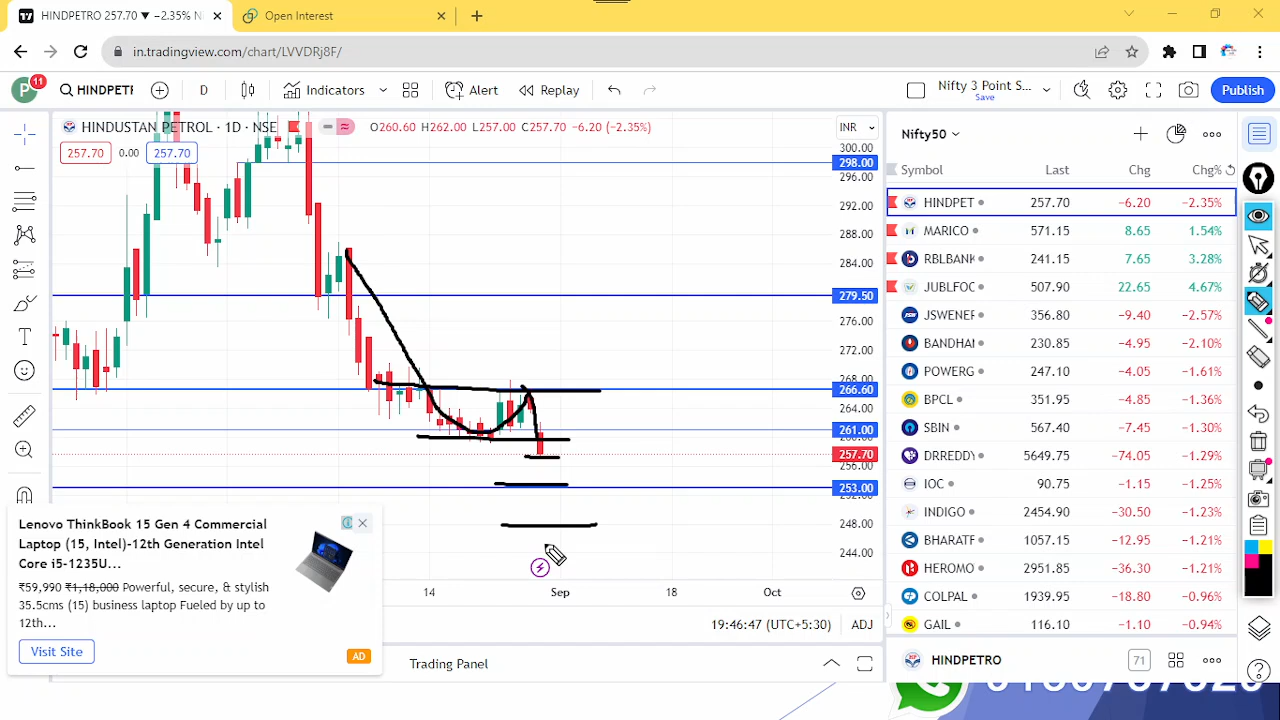 HINDPETRO 257.70 ▼ −2.35% Ni
Open Interest
in.tradingview.com/chart/LVVDRj8F/
P 11 HINDPETR D Indicators Alert Replay Nifty 3 Point S... Save Publish
HINDUSTAN PETROL · 1D · NSE O260.60 H262.00 L257.00 C257.70 −6.20 (−2.35%)
INR
257.70 0.00 257.70
300.00
298.00
296.00
292.00
288.00
284.00
279.50
276.00
272.00
268.00
266.60
264.00
261.00
260.00
257.70
256.00
253.00
248.00
244.00
14 Sep 18 Oct
19:46:47 (UTC+5:30) ADJ
Trading Panel
Lenovo ThinkBook 15 Gen 4 Commercial
Laptop (15, Intel)-12th Generation Intel
Core i5-1235U...
₹59,990 ₹1,18,000 Powerful, secure, & stylish
35.5cms (15) business laptop Fueled by up to
12th...
Visit Site
AD
Nifty50
Symbol Last Chg Chg%
HINDPET 257.70 −6.20 −2.35%
MARICO 571.15 8.65 1.54%
RBLBANK 241.15 7.65 3.28%
JUBLFOC 507.90 22.65 4.67%
JSWENER 356.80 −9.40 −2.57%
BANDHAI 230.85 −4.95 −2.10%
POWERG 247.10 −4.05 −1.61%
BPCL 351.95 −4.85 −1.36%
SBIN 567.40 −7.45 −1.30%
DRREDDY 5649.75 −74.05 −1.29%
IOC 90.75 −1.15 −1.25%
INDIGO 2454.90 −30.50 −1.23%
BHARATF 1057.15 −12.95 −1.21%
HEROMO 2951.85 −36.30 −1.21%
COLPAL 1939.95 −18.80 −0.96%
GAIL 116.10 −1.10 −0.94%
HINDPETRO 71